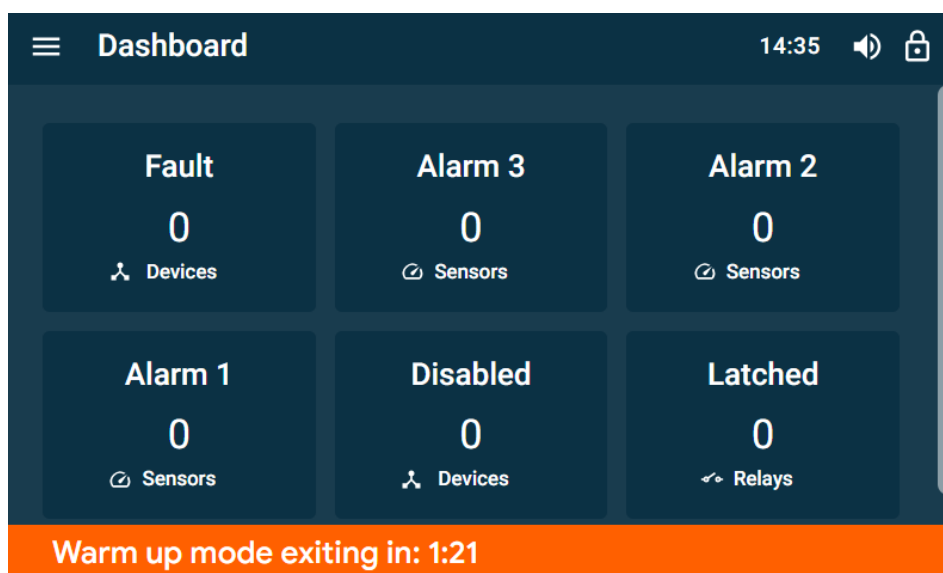 Dashboard 14:35
Fault
0
Devices
Alarm 3
0
Sensors
Alarm 2
0
Sensors
Alarm 1
0
Sensors
Disabled
0
Devices
Latched
0
Relays
Warm up mode exiting in: 1:21